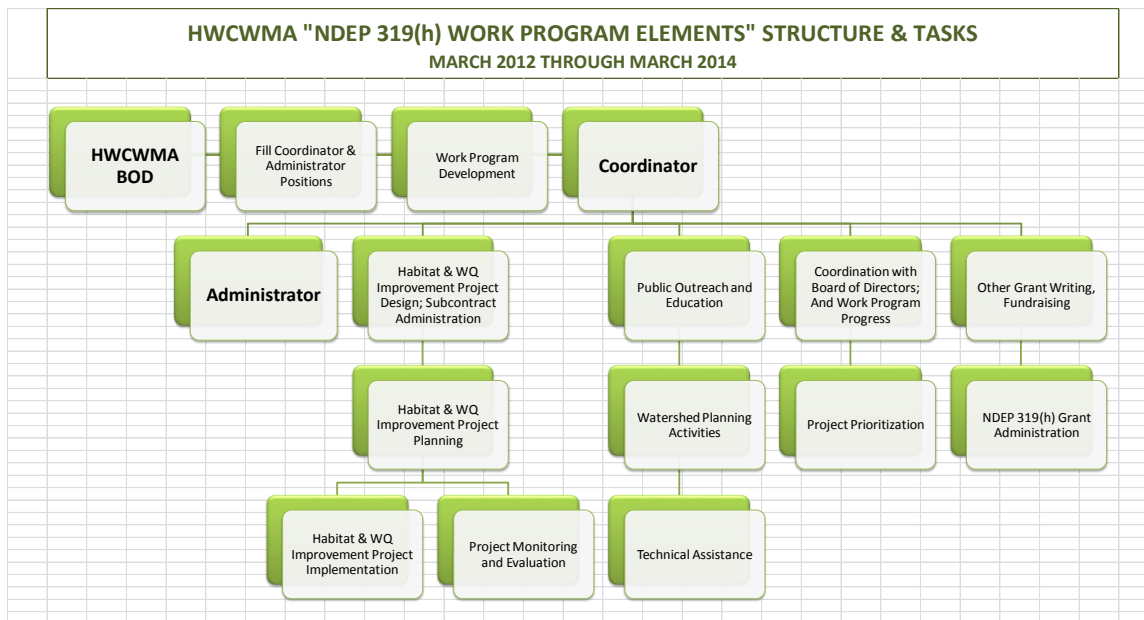 HWCWMA "NDEP 319(h) WORK PROGRAM ELEMENTS" STRUCTURE & TASKS
MARCH 2012 THROUGH MARCH 2014
HWCWMA
BOD
Fill Coordinator &
Administrator
Positions
Work Program
Development
Coordinator
Administrator
Habitat & WQ
Improvement Project
Design; Subcontract
Administration
Public Outreach and
Education
Coordination with
Board of Directors;
And Work Program
Progress
Other Grant Writing,
Fundraising
Habitat & WQ
Improvement Project
Planning
Watershed Planning
Activities
Project Prioritization
NDEP 319(h) Grant
Administration
Habitat & WQ
Improvement Project
Implementation
Project Monitoring
and Evaluation
Technical Assistance